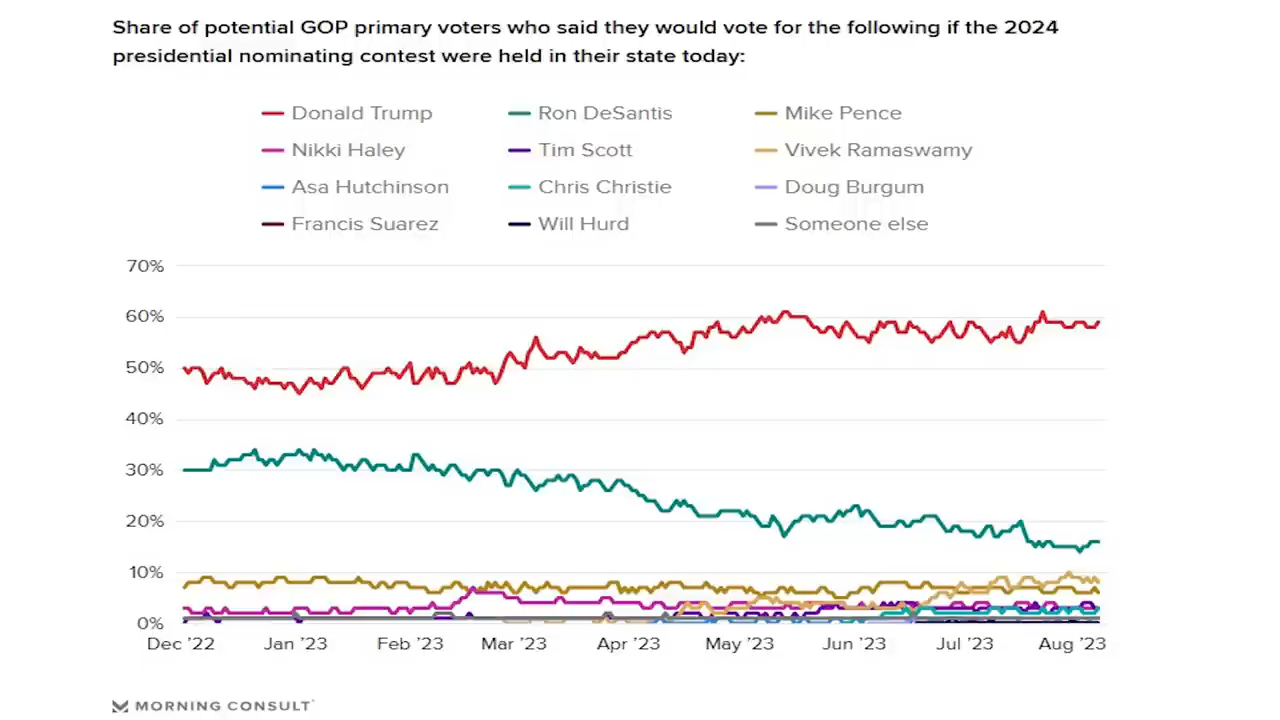 Share of potential GOP primary voters who said they would vote for the following if the 2024
presidential nominating contest were held in their state today:
Donald Trump Ron DeSantis Mike Pence
Nikki Haley Tim Scott Vivek Ramaswamy
Asa Hutchinson Chris Christie Doug Burgum
Francis Suarez Will Hurd Someone else
70%
60%
50%
40%
30%
20%
10%
0%
Dec ’22 Jan ’23 Feb ’23 Mar ’23 Apr ’23 May ’23 Jun ’23 Jul ’23 Aug ’23
MORNING CONSULT